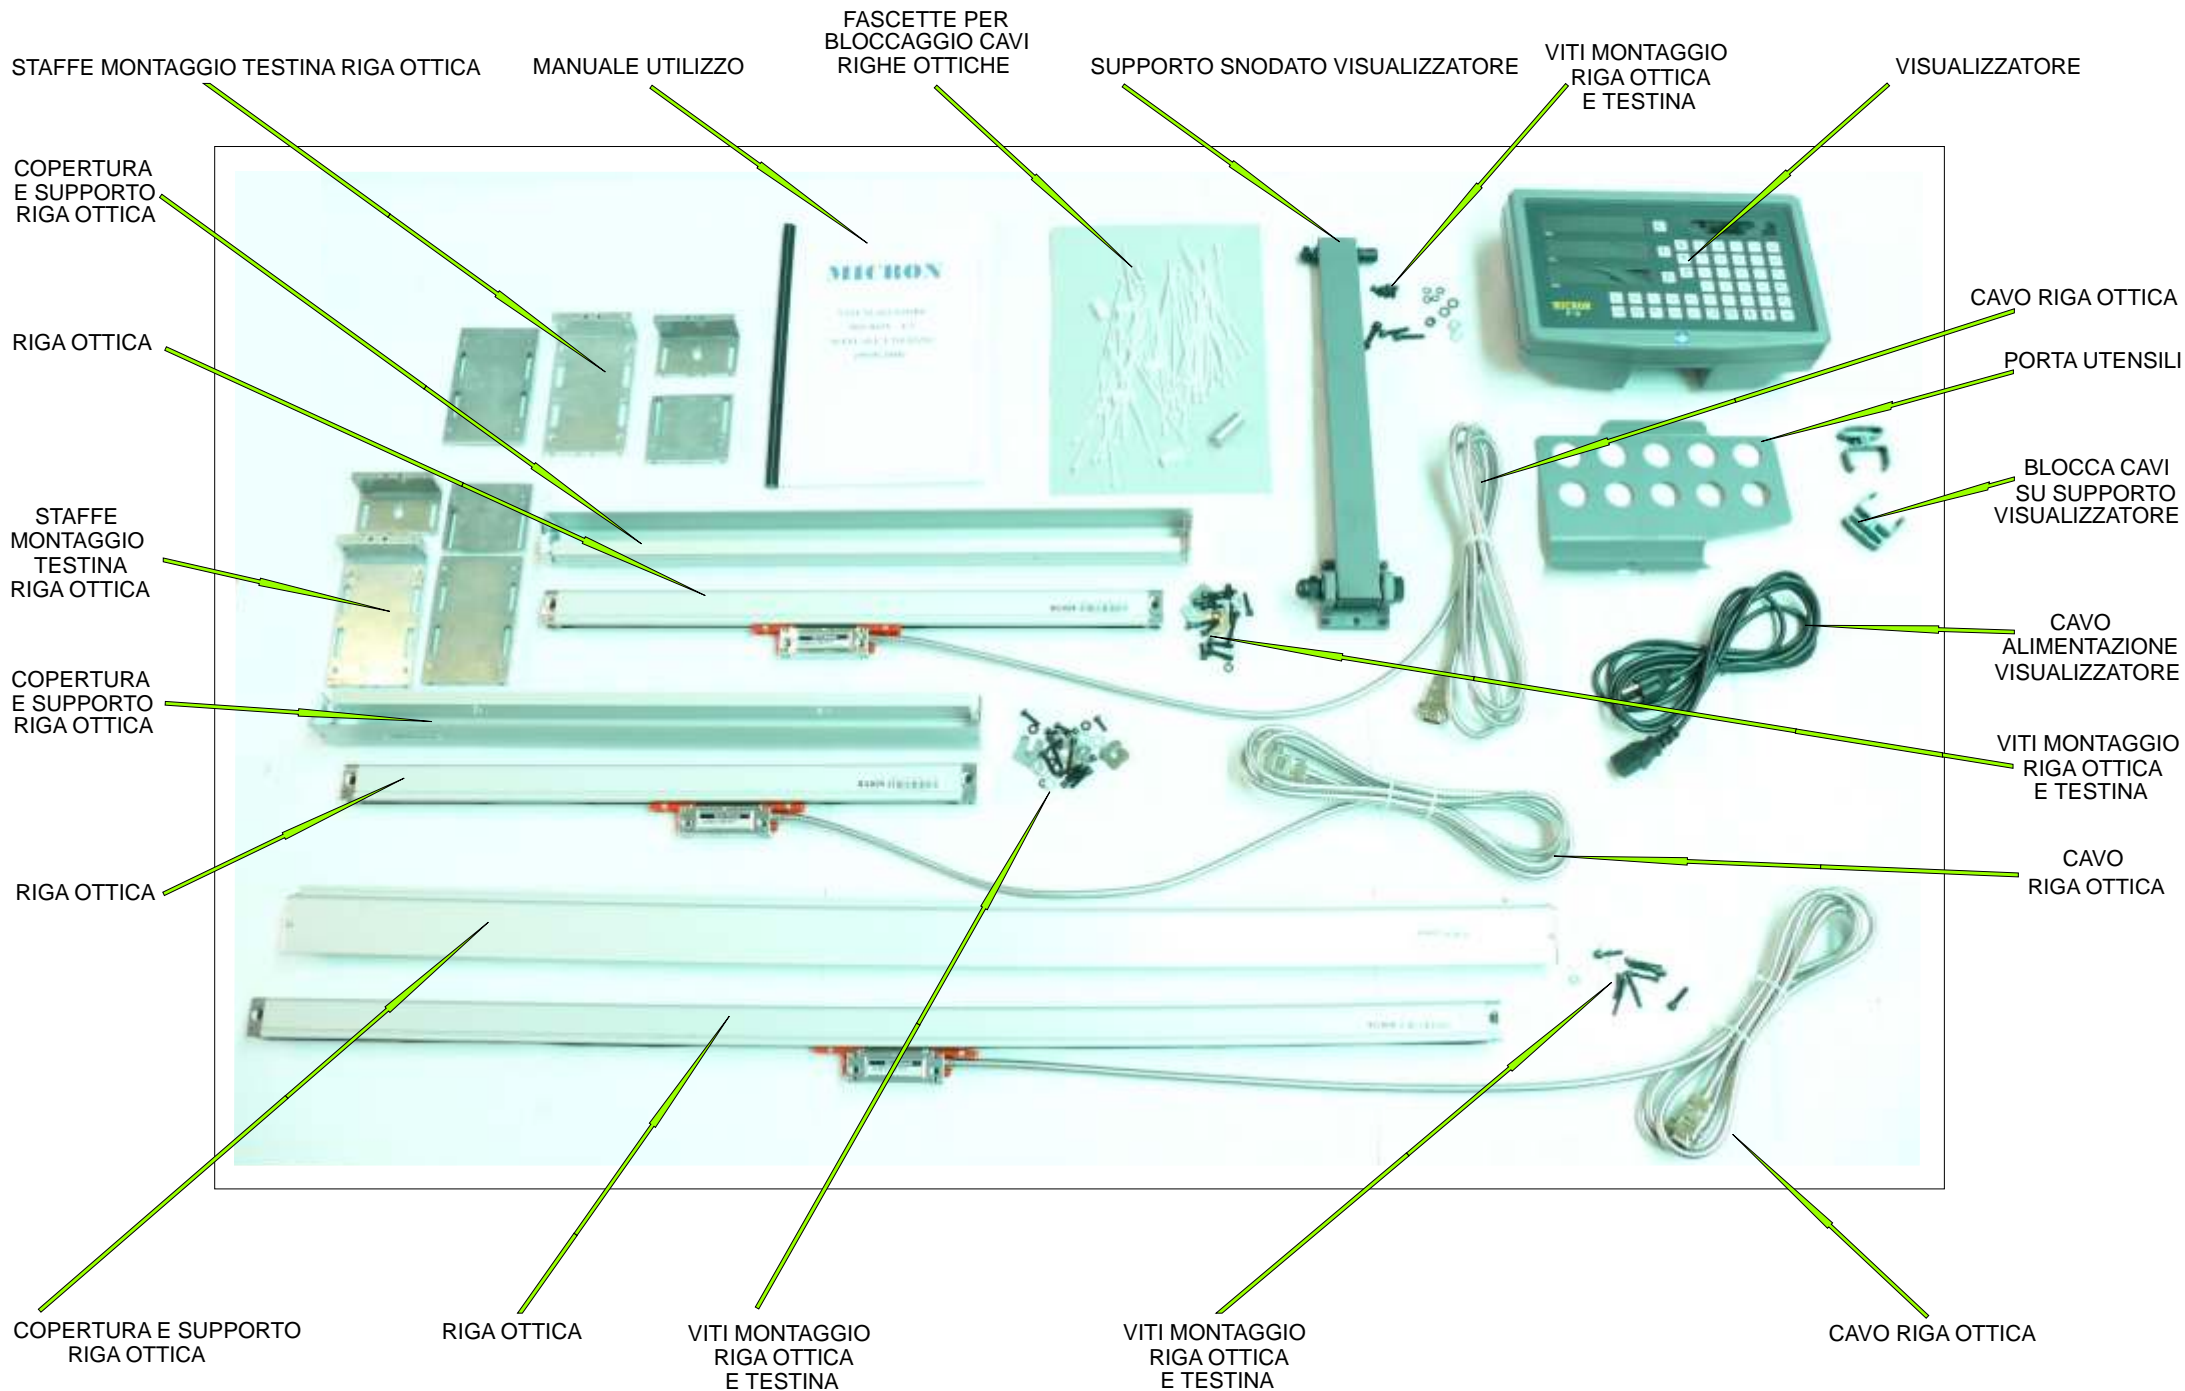 FASCETTE PER
BLOCCAGGIO CAVI
RIGHE OTTICHE
STAFFE MONTAGGIO TESTINA RIGA OTTICA
MANUALE UTILIZZO
SUPPORTO SNODATO VISUALIZZATORE
VITI MONTAGGIO
RIGA OTTICA
E TESTINA
VISUALIZZATORE
COPERTURA
E SUPPORTO
RIGA OTTICA
MICRON
CAVO RIGA OTTICA
MICRON
RIGA OTTICA
PORTA UTENSILI
BLOCCA CAVI
SU SUPPORTO
VISUALIZZATORE
STAFFE
MONTAGGIO
TESTINA
RIGA OTTICA
CAVO
ALIMENTAZIONE
VISUALIZZATORE
COPERTURA
E SUPPORTO
RIGA OTTICA
VITI MONTAGGIO
RIGA OTTICA
E TESTINA
RIGA OTTICA
CAVO
RIGA OTTICA
COPERTURA E SUPPORTO
RIGA OTTICA
RIGA OTTICA
VITI MONTAGGIO
RIGA OTTICA
E TESTINA
VITI MONTAGGIO
RIGA OTTICA
E TESTINA
CAVO RIGA OTTICA